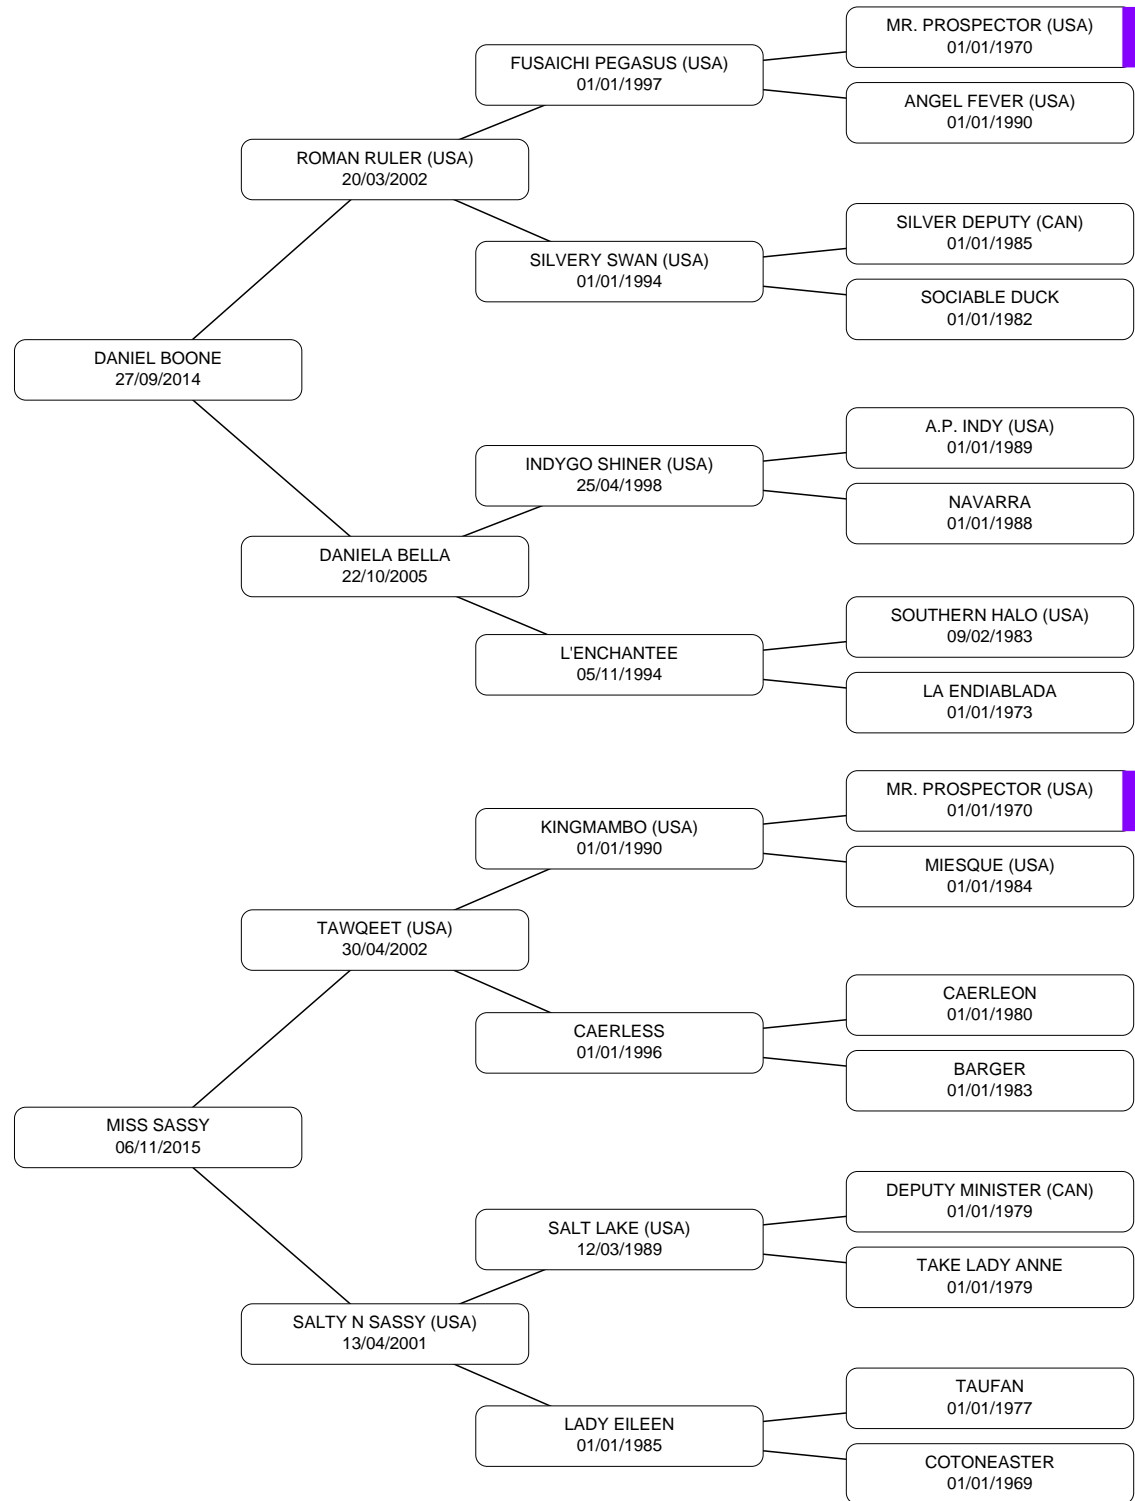 MR. PROSPECTOR (USA)
01/01/1970
FUSAICHI PEGASUS (USA)
01/01/1997
ANGEL FEVER (USA)
01/01/1990
ROMAN RULER (USA)
20/03/2002
SILVER DEPUTY (CAN)
01/01/1985
SILVERY SWAN (USA)
01/01/1994
SOCIABLE DUCK
01/01/1982
DANIEL BOONE
27/09/2014
A.P. INDY (USA)
01/01/1989
INDYGO SHINER (USA)
25/04/1998
NAVARRA
01/01/1988
DANIELA BELLA
22/10/2005
SOUTHERN HALO (USA)
09/02/1983
L'ENCHANTEE
05/11/1994
LA ENDIABLADA
01/01/1973
MR. PROSPECTOR (USA)
01/01/1970
KINGMAMBO (USA)
01/01/1990
MIESQUE (USA)
01/01/1984
TAWQEET (USA)
30/04/2002
CAERLEON
01/01/1980
CAERLESS
01/01/1996
BARGER
01/01/1983
MISS SASSY
06/11/2015
DEPUTY MINISTER (CAN)
01/01/1979
SALT LAKE (USA)
12/03/1989
TAKE LADY ANNE
01/01/1979
SALTY N SASSY (USA)
13/04/2001
TAUFAN
01/01/1977
LADY EILEEN
01/01/1985
COTONEASTER
01/01/1969